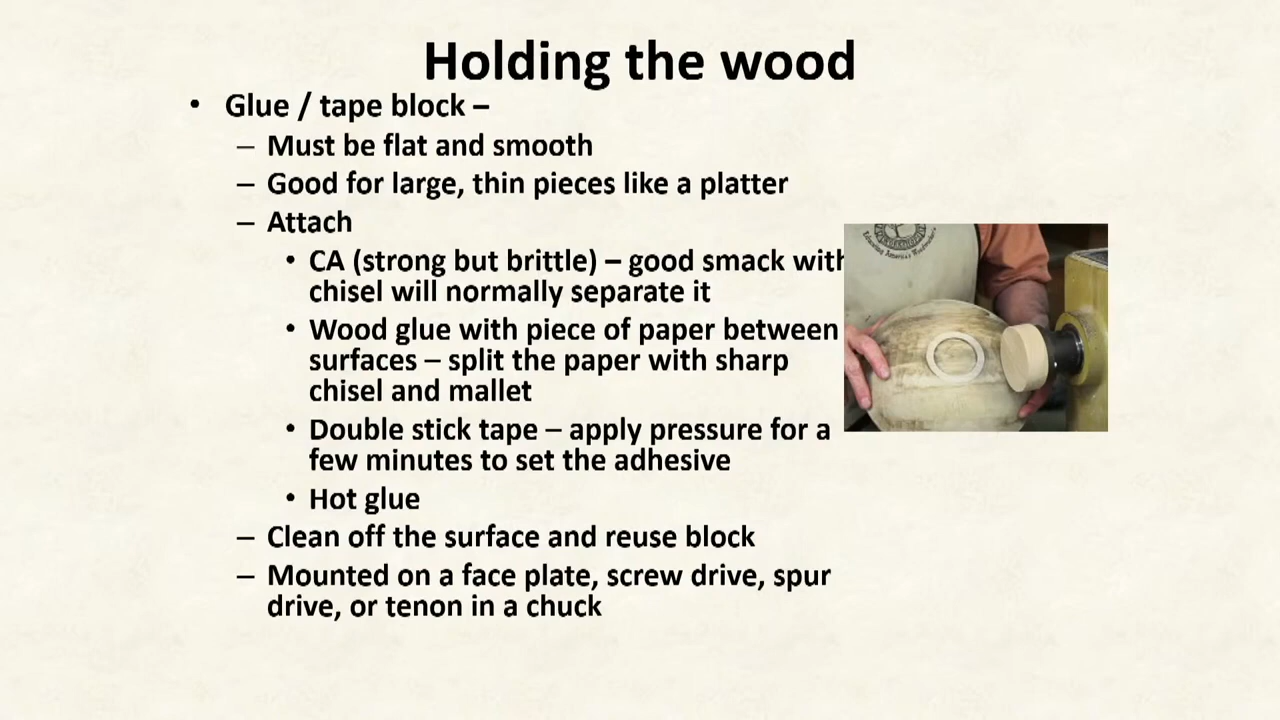 Holding the wood
• Glue / tape block –
– Must be flat and smooth
– Good for large, thin pieces like a platter
– Attach
• CA (strong but brittle) – good smack with
chisel will normally separate it
• Wood glue with piece of paper between
surfaces – split the paper with sharp
chisel and mallet
• Double stick tape – apply pressure for a
few minutes to set the adhesive
• Hot glue
– Clean off the surface and reuse block
– Mounted on a face plate, screw drive, spur
drive, or tenon in a chuck